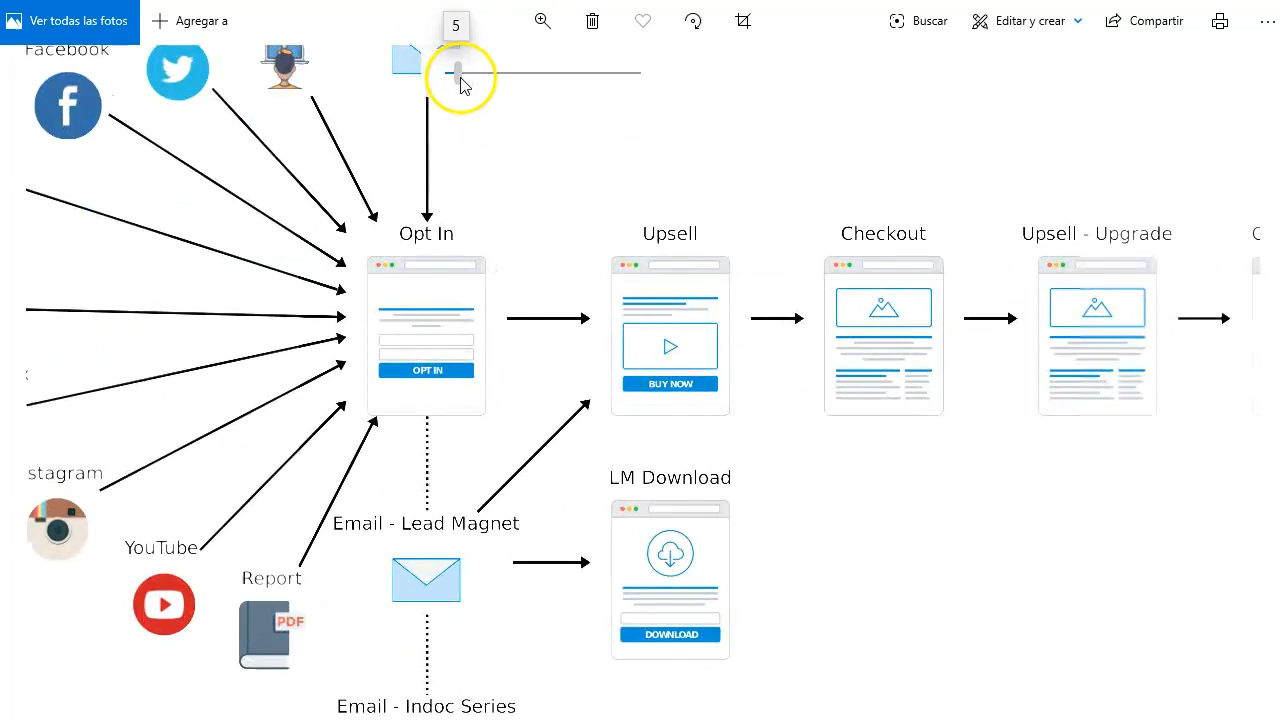 Ver todas las fotos
Agregar a
5
Buscar
Editar y crear
Compartir
Facebook
Opt In
Upsell
Checkout
Upsell - Upgrade
OPT IN
BUY NOW
stagram
LM Download
Email - Lead Magnet
YouTube
Report
PDF
DOWNLOAD
Email - Indoc Series